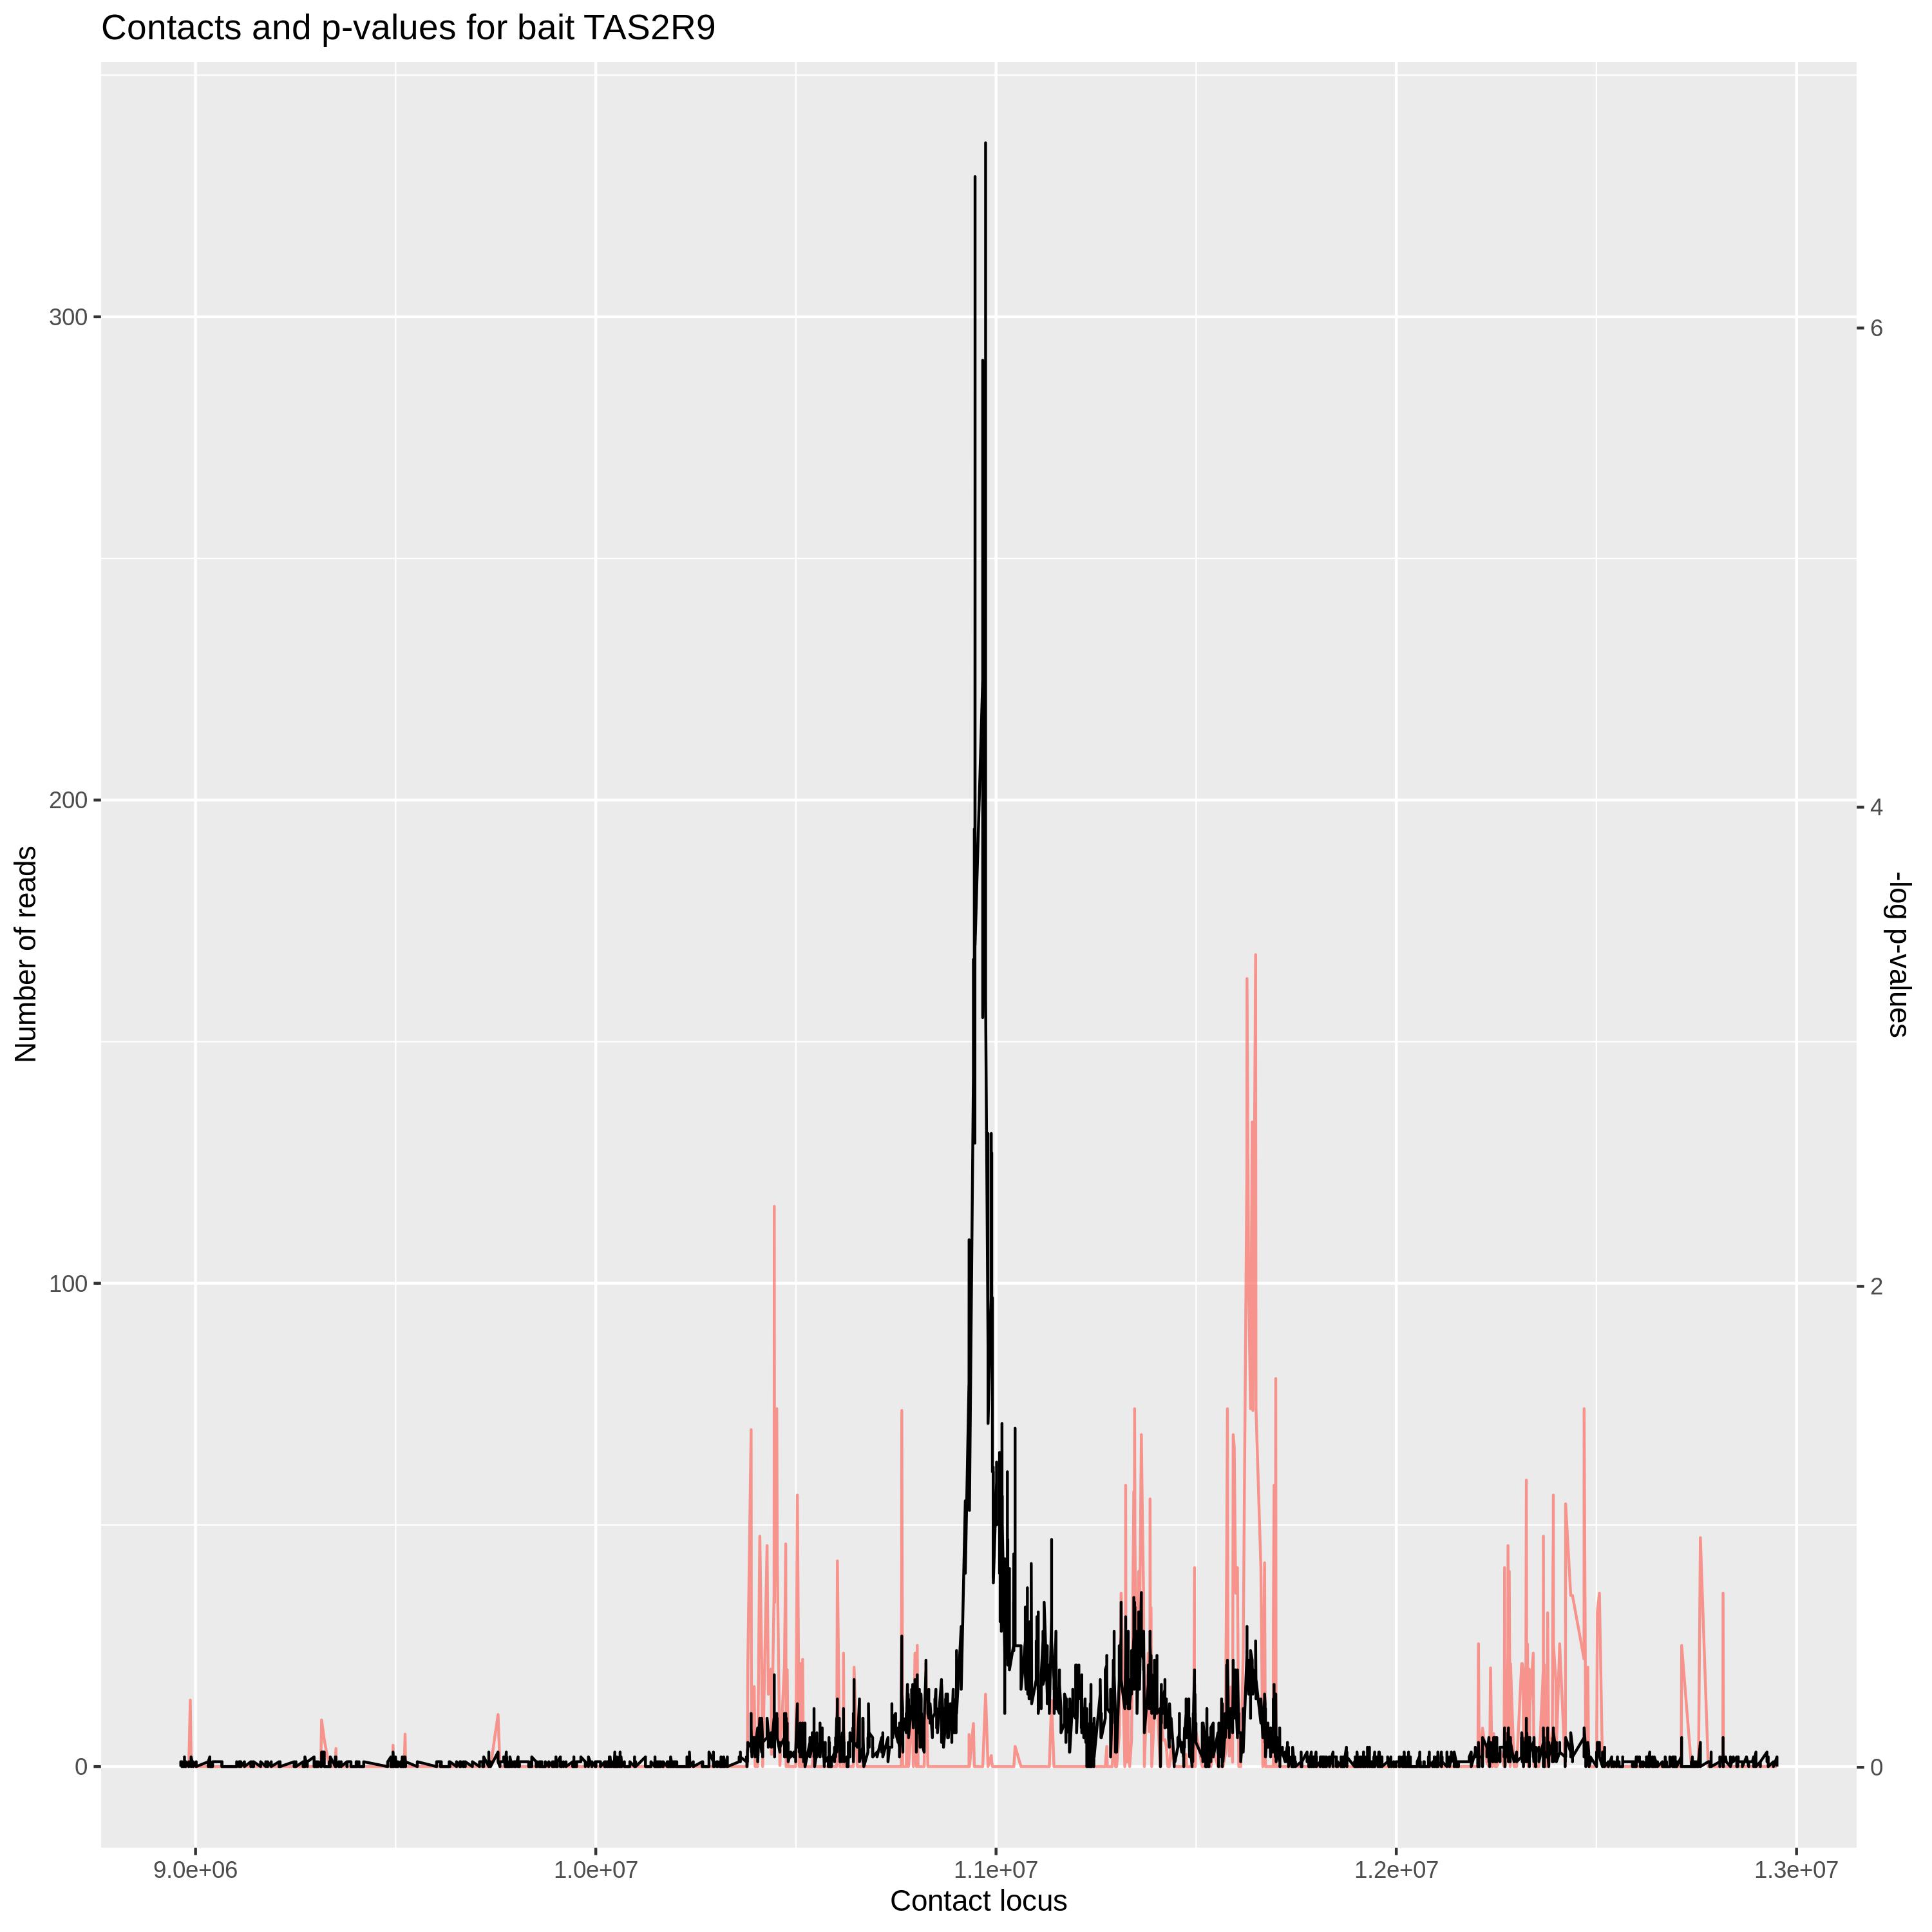 Contacts and p-values for bait TAS2R9
Number of reads
300
200
100
0
6
4
2
0
-log p-values
9.0e+06
1.0e+07
1.1e+07
1.2e+07
1.3e+07
Contact locus